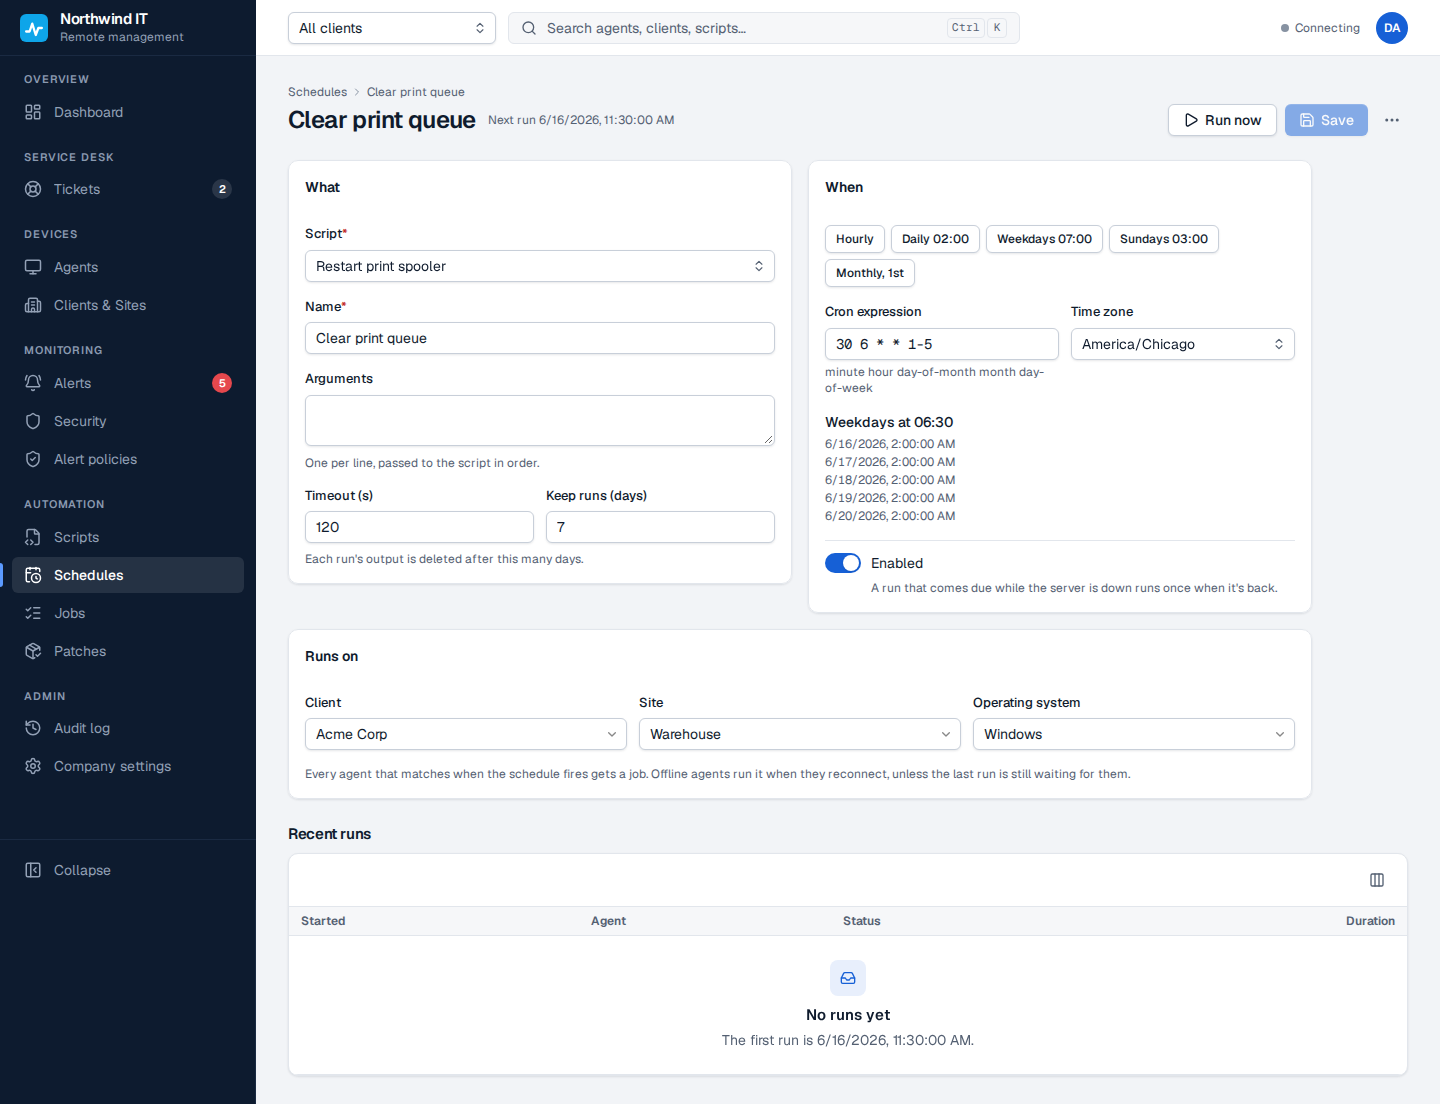 Northwind IT
Remote management
All clients
Search agents, clients, scripts...
Ctrl K
Connecting
DA
OVERVIEW
Dashboard
SERVICE DESK
Tickets
2
DEVICES
Agents
Clients & Sites
MONITORING
Alerts
5
Security
Alert policies
AUTOMATION
Scripts
Schedules
Jobs
Patches
ADMIN
Audit log
Company settings
Collapse
Schedules
Clear print queue
Clear print queue
Next run 6/16/2026, 11:30:00 AM
Run now
Save
What
Script*
Restart print spooler
Name*
Clear print queue
Arguments
One per line, passed to the script in order.
Timeout (s)
Keep runs (days)
120
7
Each run's output is deleted after this many days.
When
Hourly
Daily 02:00
Weekdays 07:00
Sundays 03:00
Monthly, 1st
Cron expression
Time zone
30 6 * * 1-5
America/Chicago
minute hour day-of-month month day-
of-week
Weekdays at 06:30
6/16/2026, 2:00:00 AM
6/17/2026, 2:00:00 AM
6/18/2026, 2:00:00 AM
6/19/2026, 2:00:00 AM
6/20/2026, 2:00:00 AM
Enabled
A run that comes due while the server is down runs once when it's back.
Runs on
Client
Site
Operating system
Acme Corp
Warehouse
Windows
Every agent that matches when the schedule fires gets a job. Offline agents run it when they reconnect, unless the last run is still waiting for them.
Recent runs
Started
Agent
Status
Duration
No runs yet
The first run is 6/16/2026, 11:30:00 AM.